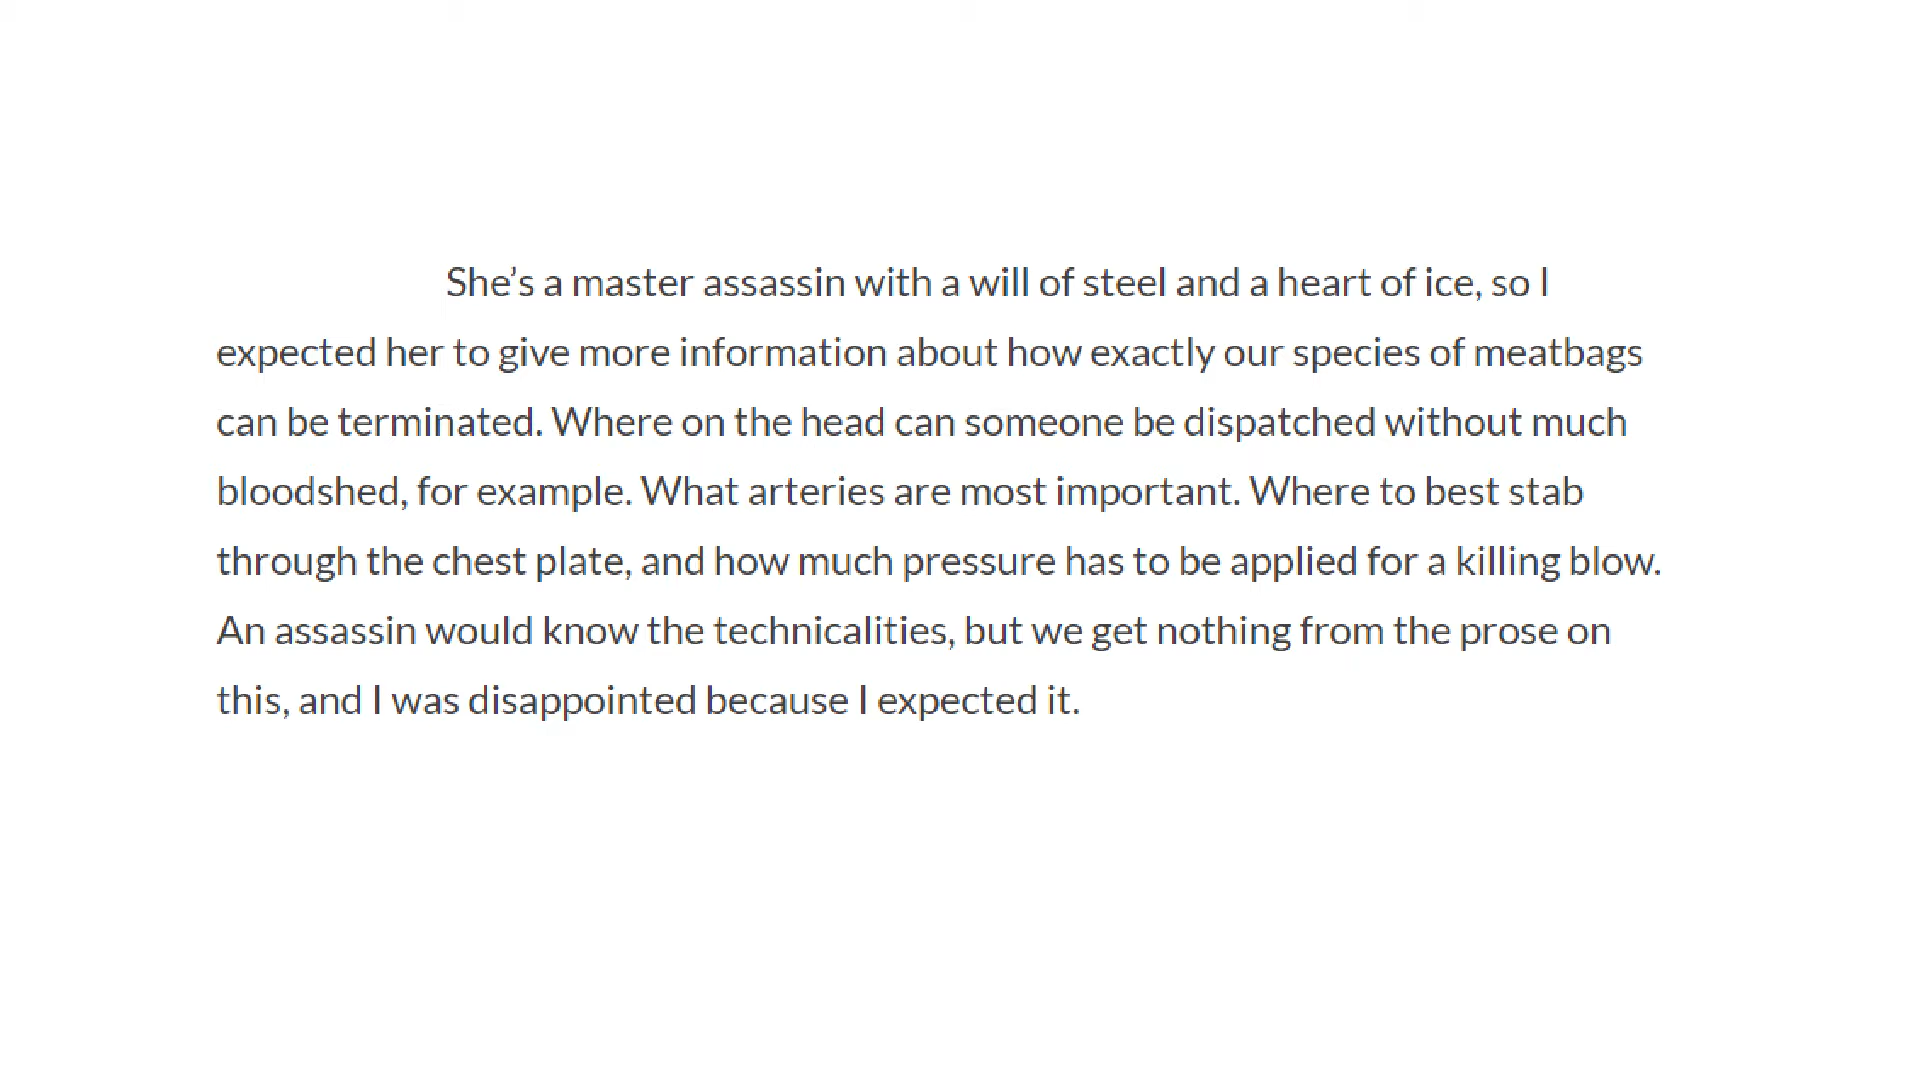 She’s a master assassin with a will of steel and a heart of ice, so I
expected her to give more information about how exactly our species of meatbags
can be terminated. Where on the head can someone be dispatched without much
bloodshed, for example. What arteries are most important. Where to best stab
through the chest plate, and how much pressure has to be applied for a killing blow.
An assassin would know the technicalities, but we get nothing from the prose on
this, and I was disappointed because I expected it.